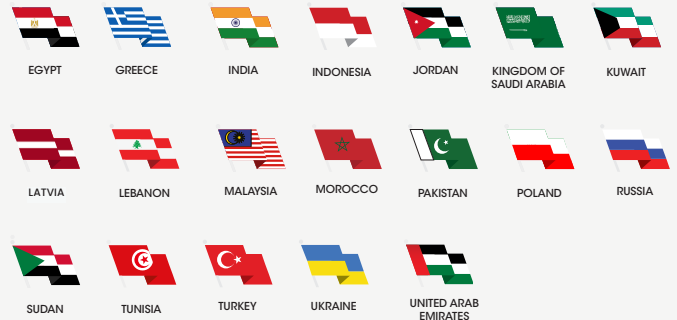 EGYPT
GREECE
INDIA
INDONESIA
JORDAN
KINGDOM OF
SAUDI ARABIA
KUWAIT
LATVIA
LEBANON
MALAYSIA
MOROCCO
PAKISTAN
POLAND
RUSSIA
SUDAN
TUNISIA
TURKEY
UKRAINE
UNITED ARAB
EMIRATES